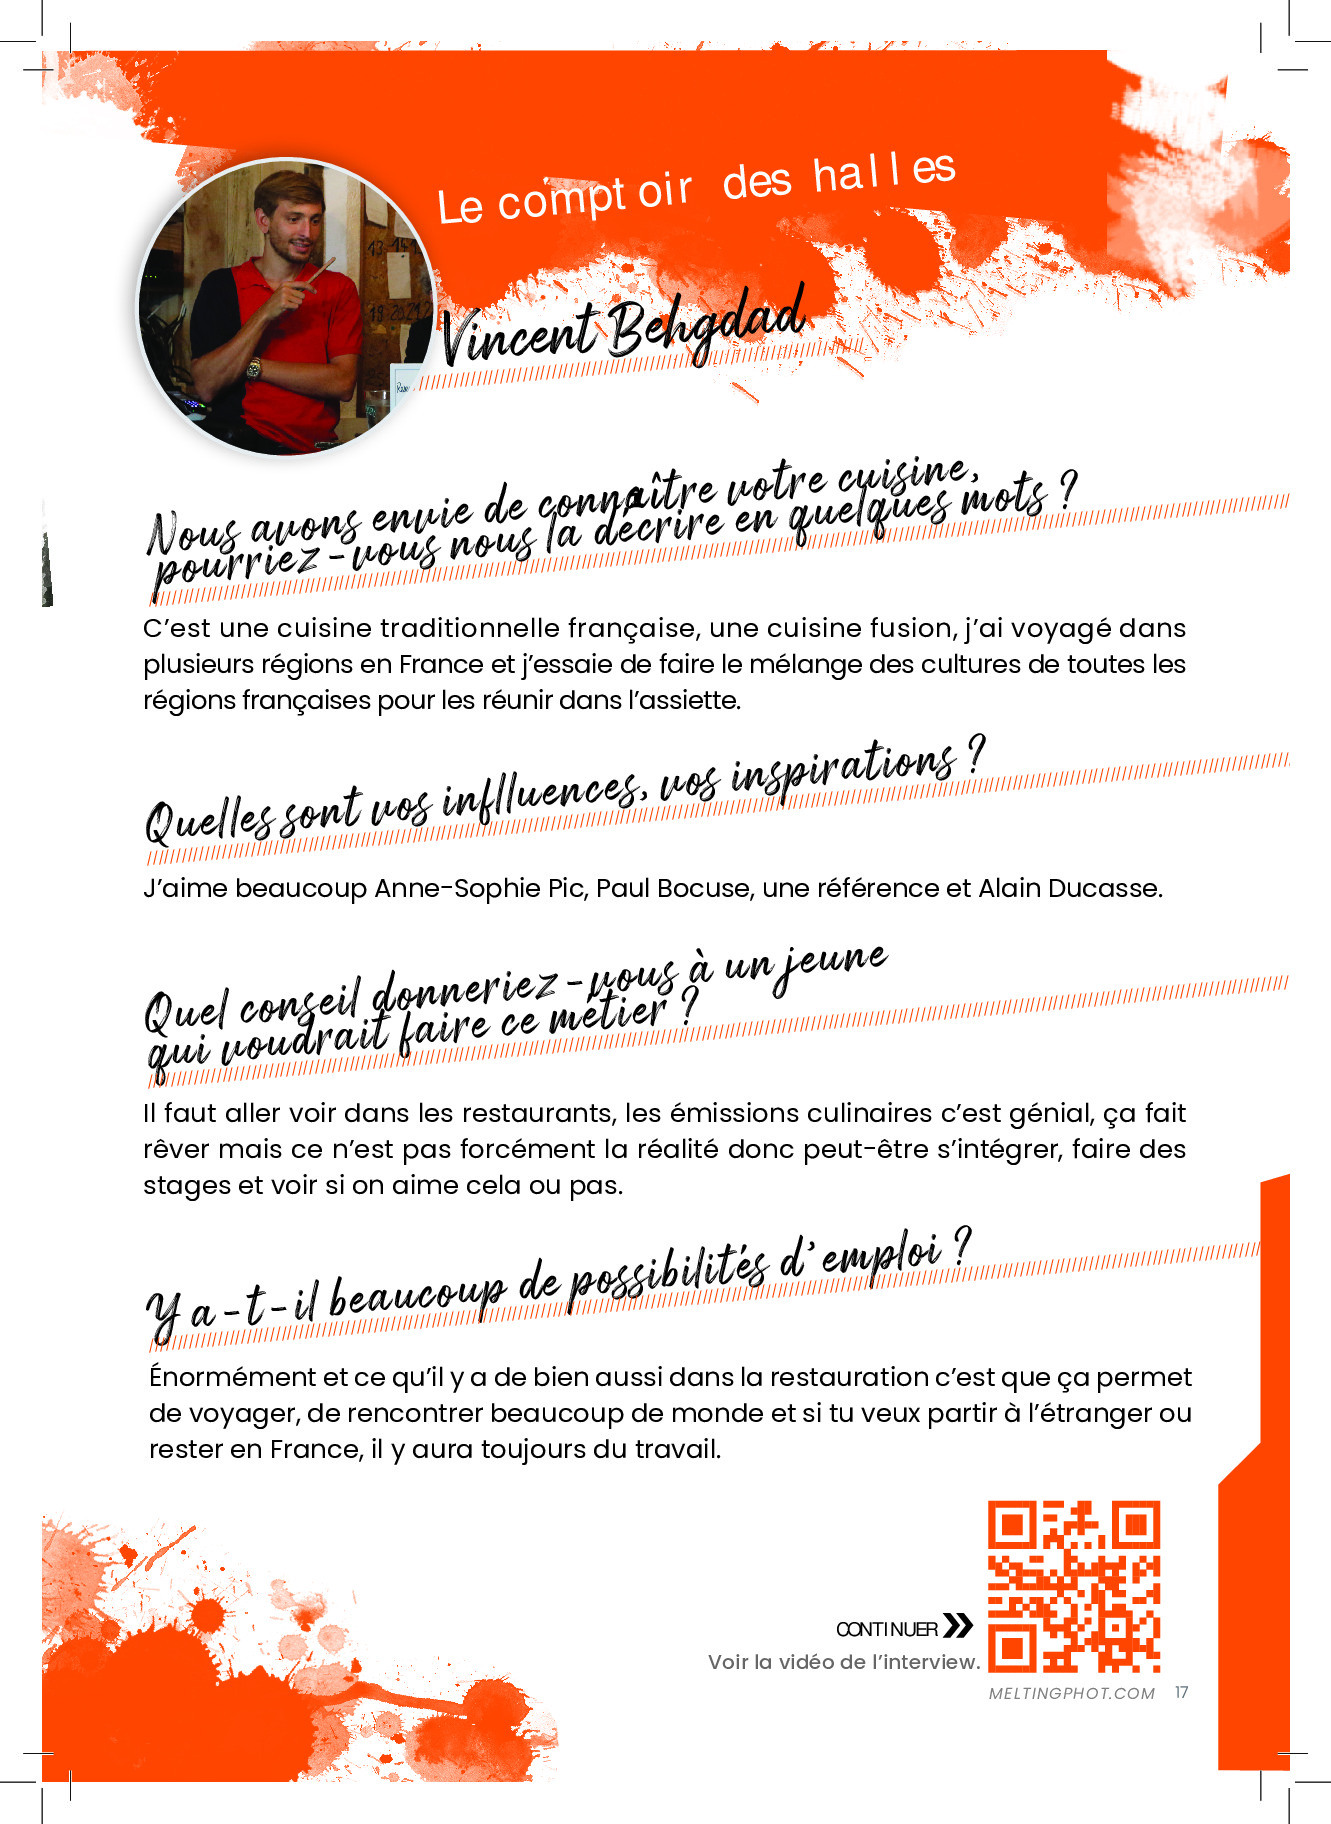 Le comptoir des halles
Vincent Behgdad
Nous avons envie de connaître votre cuisine,
pourriez-vous nous la décrire en quelques mots ?
C’est une cuisine traditionnelle française, une cuisine fusion, j’ai voyagé dans
plusieurs régions en France et j’essaie de faire le mélange des cultures de toutes les
régions françaises pour les réunir dans l’assiette.
Quelles sont vos inflluences, vos inspirations ?
J’aime beaucoup Anne-Sophie Pic, Paul Bocuse, une référence et Alain Ducasse.
Quel conseil donneriez-vous à un jeune
qui voudrait faire ce métier ?
Il faut aller voir dans les restaurants, les émissions culinaires c’est génial, ça fait
rêver mais ce n’est pas forcément la réalité donc peut-être s’intégrer, faire des
stages et voir si on aime cela ou pas.
Y a-t-il beaucoup de possibilités d’emploi ?
Énormément et ce qu’il y a de bien aussi dans la restauration c’est que ça permet
de voyager, de rencontrer beaucoup de monde et si tu veux partir à l’étranger ou
rester en France, il y aura toujours du travail.
CONTINUER
Voir la vidéo de l’interview.
MELTINGPHOT.COM 17